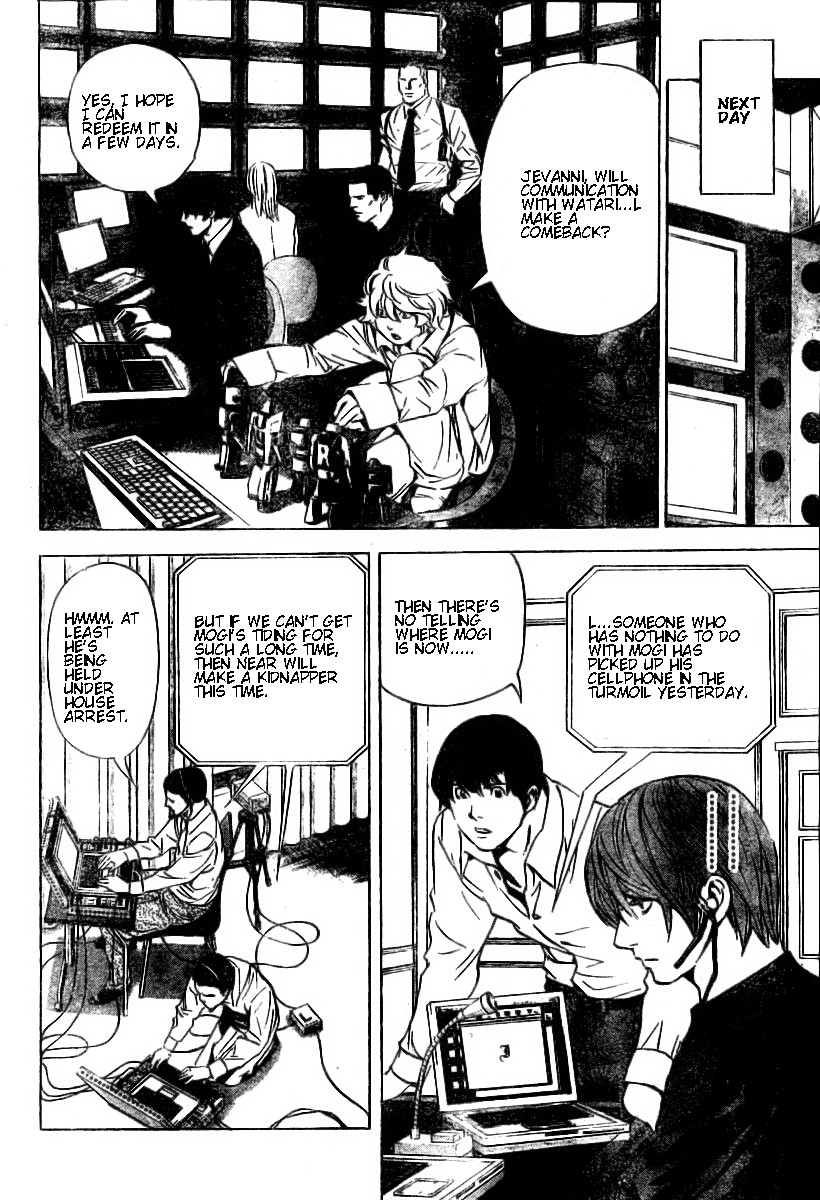 NEXT
DAY
JEVANNI, WILL
COMMUNICATION
WITH WATARI...L
MAKE A
COMEBACK?
YES, I HOPE
I CAN
REDEEM IT IN
A FEW DAYS.
R
L...SOMEONE WHO
HAS NOTHING TO DO
WITH MOGI HAS
PICKED UP HIS
CELLPHONE IN THE
TURMOIL YESTERDAY.
THEN THERE'S
NO TELLING
WHERE MOGI
IS NOW.....
BUT IF WE CAN'T GET
MOGI'S TIDING FOR
SUCH A LONG TIME,
THEN NEAR WILL
MAKE A KIDNAPPER
THIS TIME.
HMMM. AT
LEAST
HE'S
BEING
HELD
UNDER
HOUSE
ARREST.